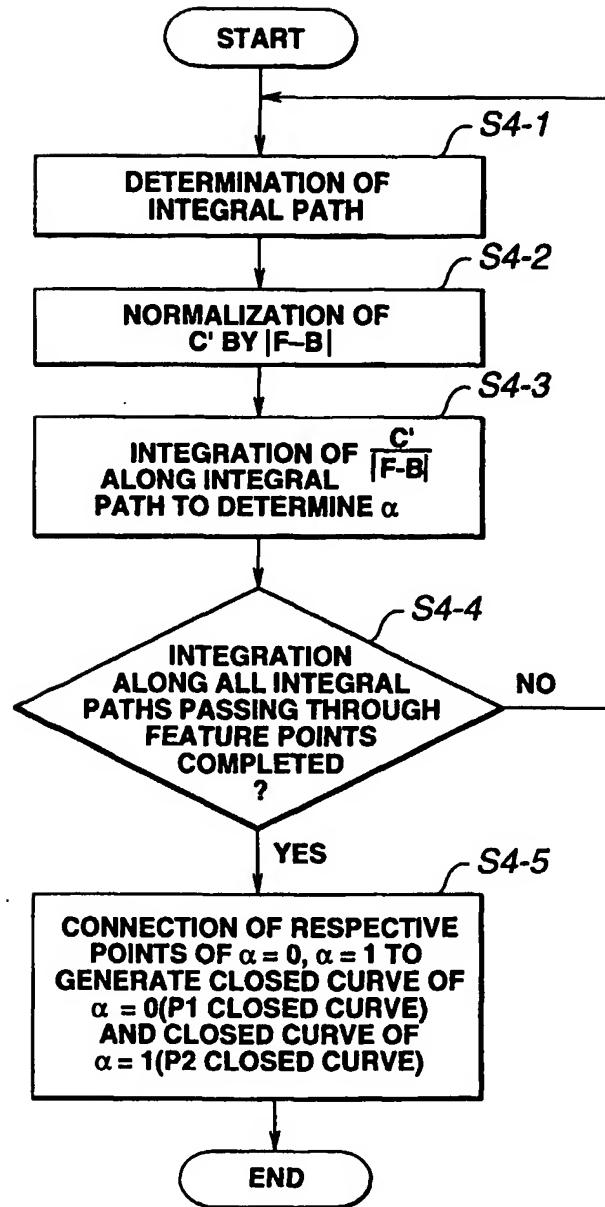 START
S4-1
DETERMINATION OF
INTEGRAL PATH
S4-2
NORMALIZATION OF
C' BY |F–B|
S4-3
INTEGRATION OF C'/|F-B|
ALONG INTEGRAL
PATH TO DETERMINE α
S4-4
INTEGRATION
ALONG ALL INTEGRAL
PATHS PASSING THROUGH
FEATURE POINTS
COMPLETED
?
NO
YES
S4-5
CONNECTION OF RESPECTIVE
POINTS OF α = 0, α = 1 TO
GENERATE CLOSED CURVE OF
α = 0(P1 CLOSED CURVE)
AND CLOSED CURVE OF
α = 1(P2 CLOSED CURVE)
END